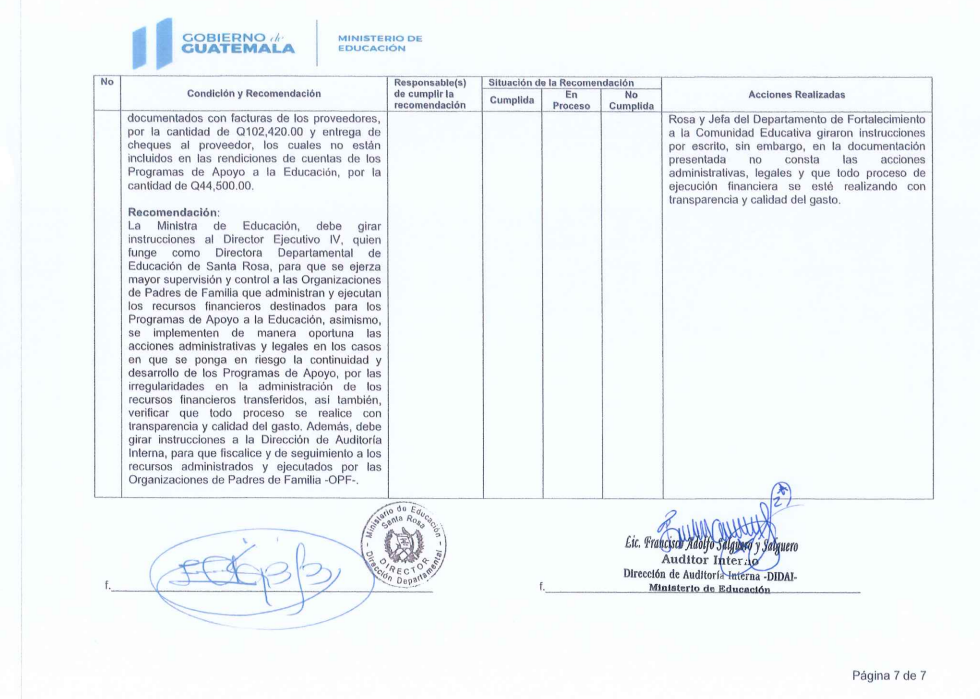 GOBIERNO de
GUATEMALA
MINISTERIO DE
EDUCACIÓN
No
Condición y Recomendación
Responsable(s)
de cumplir la
recomendación
Situación de la Recomendación
Cumplida
En
Proceso
No
Cumplida
Acciones Realizadas
documentados con facturas de los proveedores,
por la cantidad de Q102,420.00 y entrega de
cheques al proveedor, los cuales no están
incluidos en las rendiciones de cuentas de los
Programas de Apoyo a la Educación, por la
cantidad de Q44,500.00.
Recomendación:
La Ministra de Educación, debe girar
instrucciones al Director Ejecutivo IV, quien
funge como Directora Departamental de
Educación de Santa Rosa, para que se ejerza
mayor supervisión y control a las Organizaciones
de Padres de Familia que administran y ejecutan
los recursos financieros destinados para los
Programas de Apoyo a la Educación, asimismo,
se implementen de manera oportuna las
acciones administrativas y legales en los casos
en que se ponga en riesgo la continuidad y
desarrollo de los Programas de Apoyo, por las
irregularidades en la administración de los
recursos financieros transferidos, así también,
verificar que todo proceso se realice con
transparencia y calidad del gasto. Además, debe
girar instrucciones a la Dirección de Auditoría
Interna, para que fiscalice y de seguimiento a los
recursos administrados y ejecutados por las
Organizaciones de Padres de Familia -OPF-.
Rosa y Jefa del Departamento de Fortalecimiento
a la Comunidad Educativa giraron instrucciones
por escrito, sin embargo, en la documentación
presentada no consta las acciones
administrativas, legales y que todo proceso de
ejecución financiera se esté realizando con
transparencia y calidad del gasto.
Ministerio de Educación
Santa Rosa
DIRECTOR
Dirección Departamental
f.
Lic. Francisco Adolfo Salguero y Salguero
Auditor Interno
Dirección de Auditoría Interna -DIDAI-
Ministerio de Educación
f.
Página 7 de 7